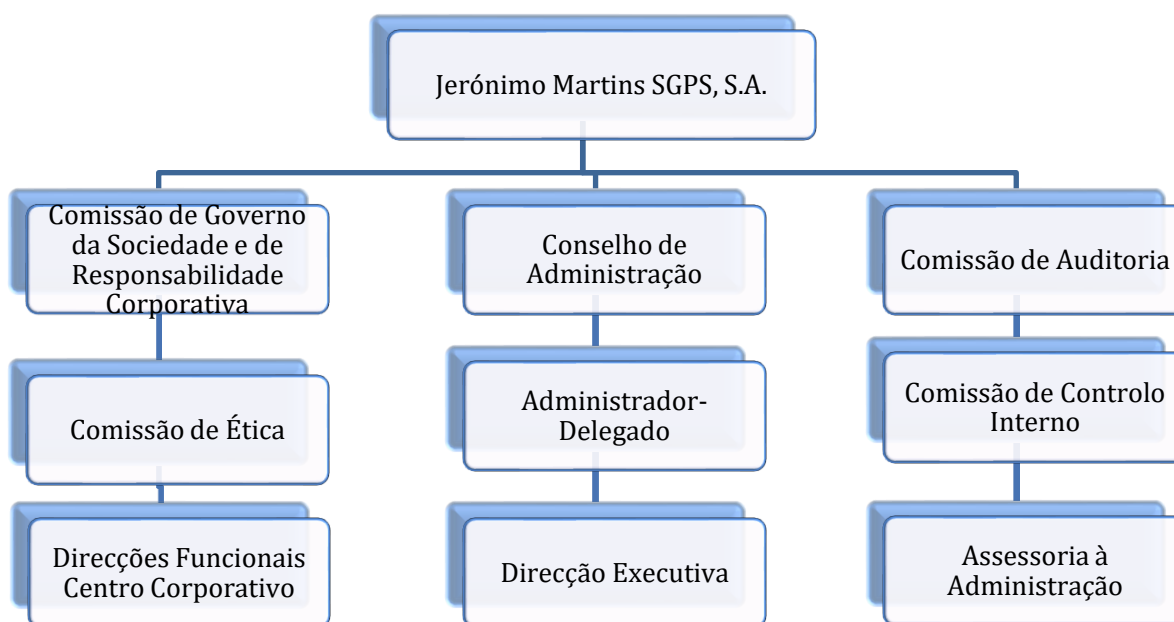 Jerónimo Martins SGPS, S.A.
Comissão de Governo
da Sociedade e de
Responsabilidade
Corporativa
Conselho de
Administração
Comissão de Auditoria
Comissão de Ética
Administrador-
Delegado
Comissão de Controlo
Interno
Direcções Funcionais
Centro Corporativo
Direcção Executiva
Assessoria à
Administração